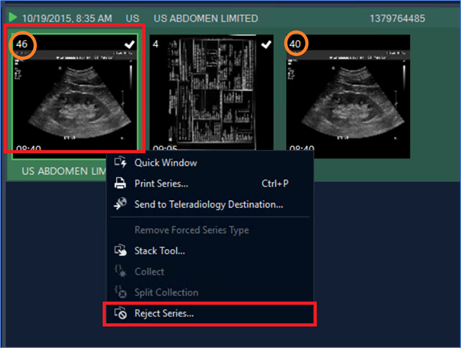 10/19/2015, 8:35 AM US US ABDOMEN LIMITED 1379764485
46 4 40
08:40 09:05 08:40
US ABDOMEN LIM
Quick Window
Print Series... Ctrl+P
Send to Teleradiology Destination...
Remove Forced Series Type
Stack Tool...
Collect
Split Collection
Reject Series...